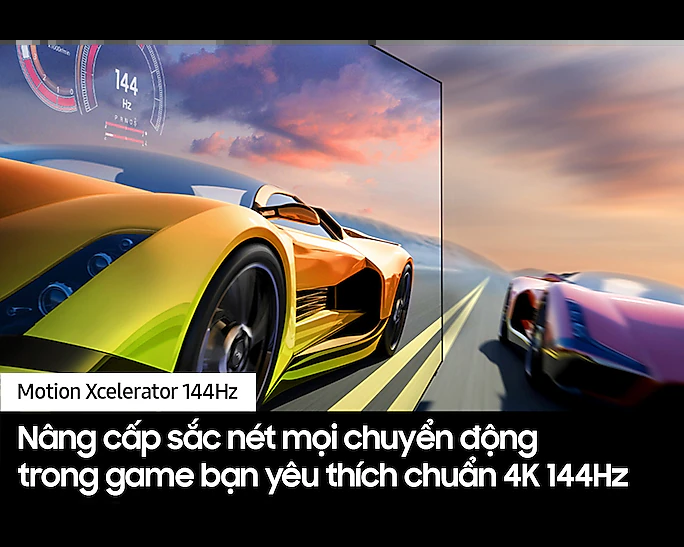 144
Hz
P R N D S
Motion Xcelerator 144Hz
Nâng cấp sắc nét mọi chuyển động
trong game bạn yêu thích chuẩn 4K 144Hz